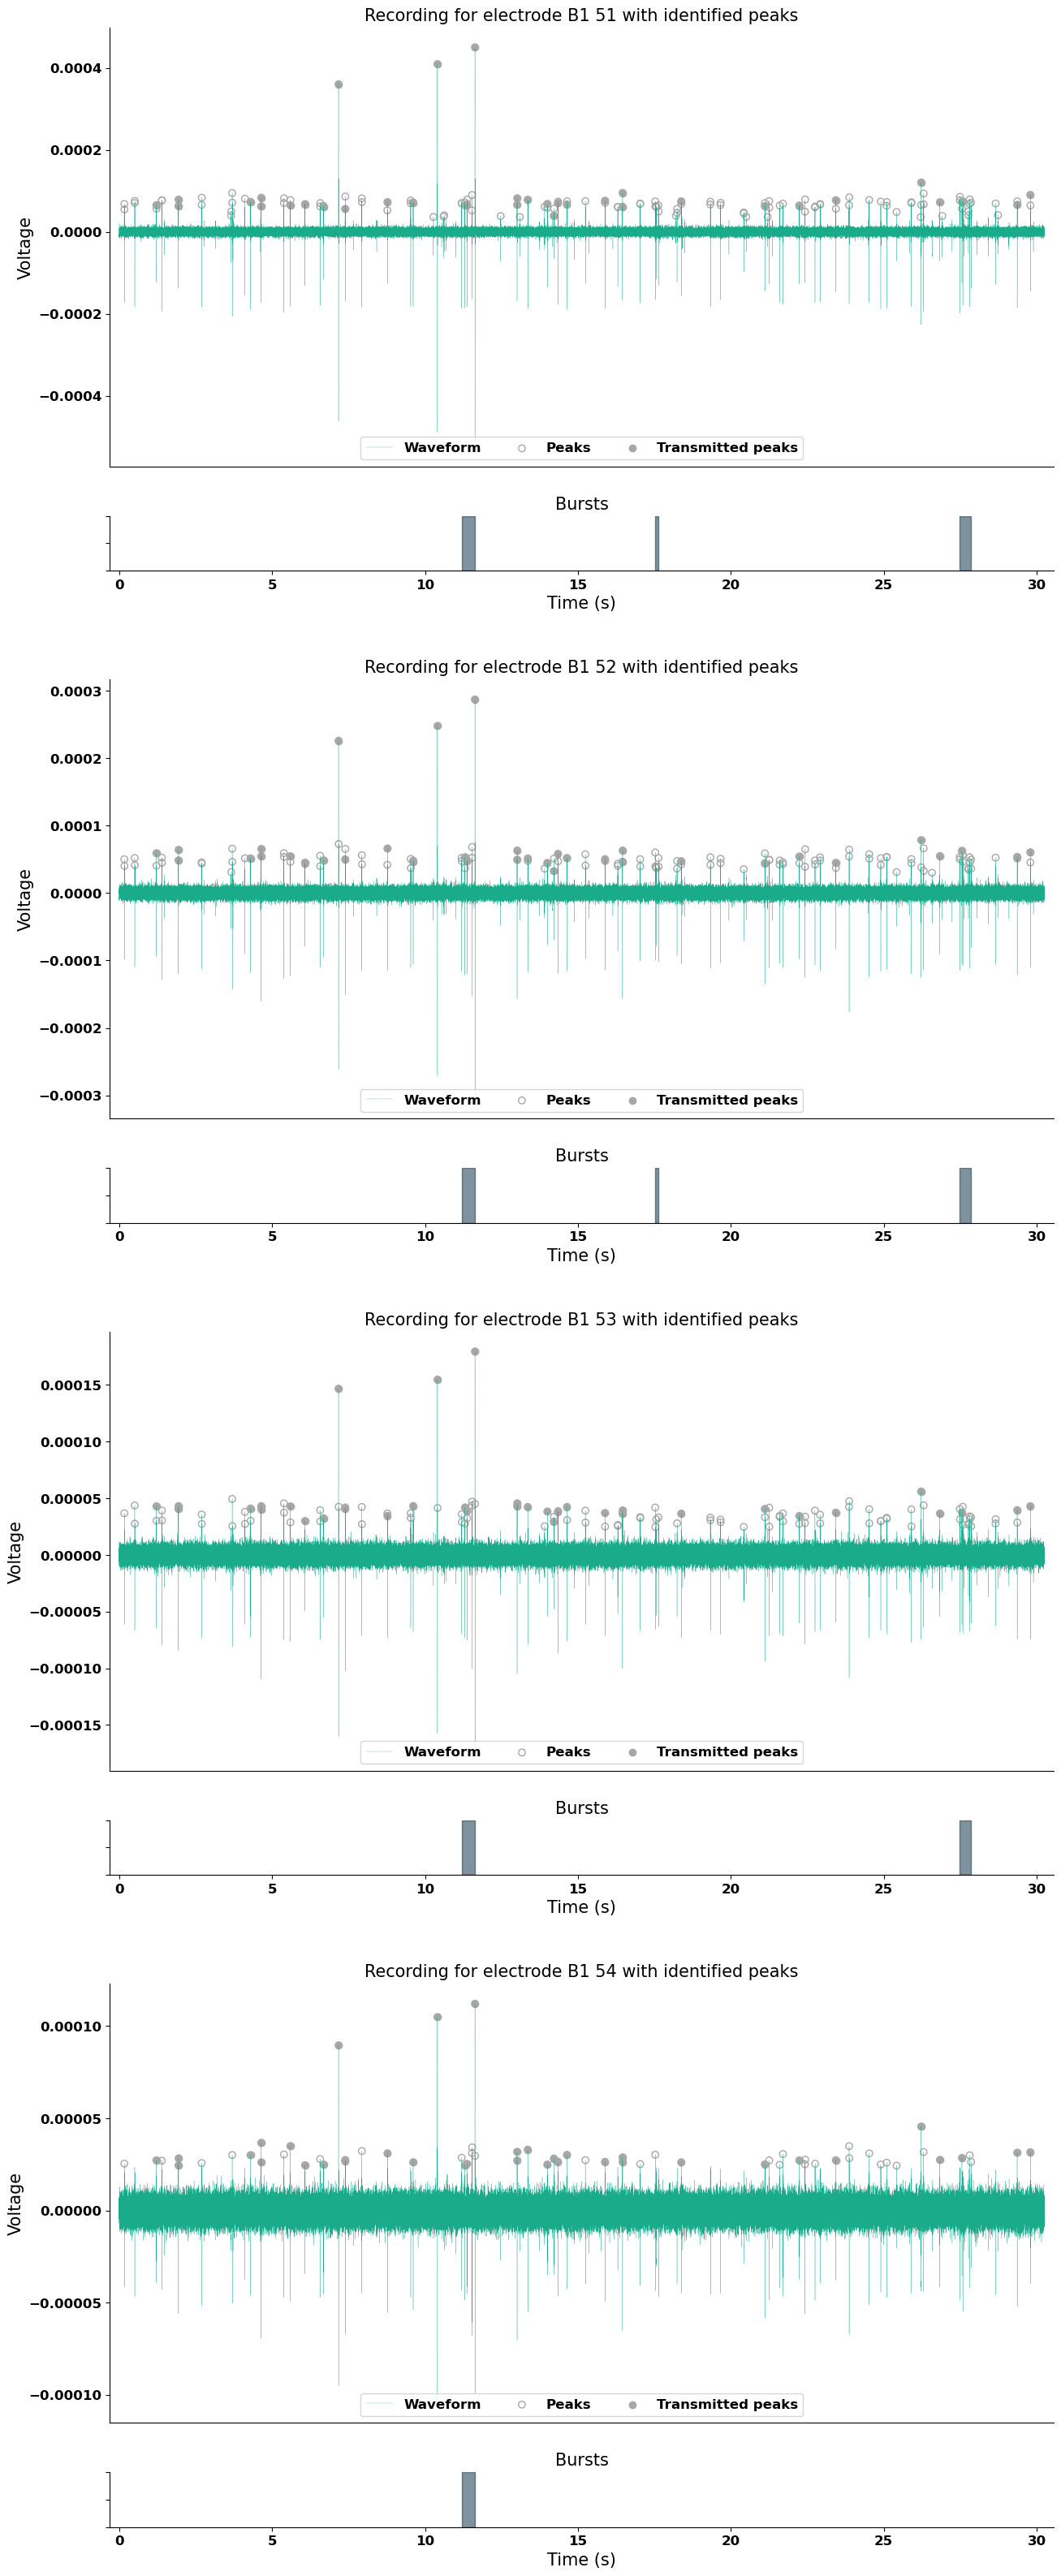 Recording for electrode B1 51 with identified peaks
0.0004
0.0002
0.0000
−0.0002
−0.0004
Voltage
Waveform Peaks Transmitted peaks
Bursts
0 5 10 15 20 25 30
Time (s)
Recording for electrode B1 52 with identified peaks
0.0003
0.0002
0.0001
0.0000
−0.0001
−0.0002
−0.0003
Voltage
Waveform Peaks Transmitted peaks
Bursts
0 5 10 15 20 25 30
Time (s)
Recording for electrode B1 53 with identified peaks
0.00015
0.00010
0.00005
0.00000
−0.00005
−0.00010
−0.00015
Voltage
Waveform Peaks Transmitted peaks
Bursts
0 5 10 15 20 25 30
Time (s)
Recording for electrode B1 54 with identified peaks
0.00010
0.00005
0.00000
−0.00005
−0.00010
Voltage
Waveform Peaks Transmitted peaks
Bursts
0 5 10 15 20 25 30
Time (s)